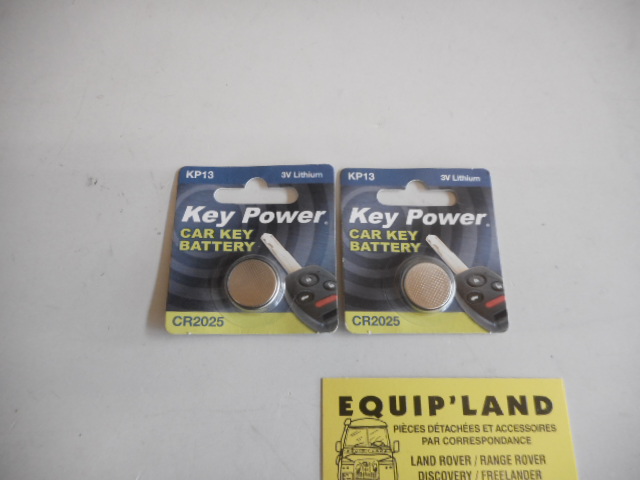 KP13 3V Lithium
Key Power
CAR KEY
BATTERY
CR2025
KP13 3V Lithium
Key Power
CAR KEY
BATTERY
CR2025
EQUIP'LAND
PIÈCES DÉTACHÉES ET ACCESSOIRES
PAR CORRESPONDANCE
LAND ROVER / RANGE ROVER
DISCOVERY / FREELANDER